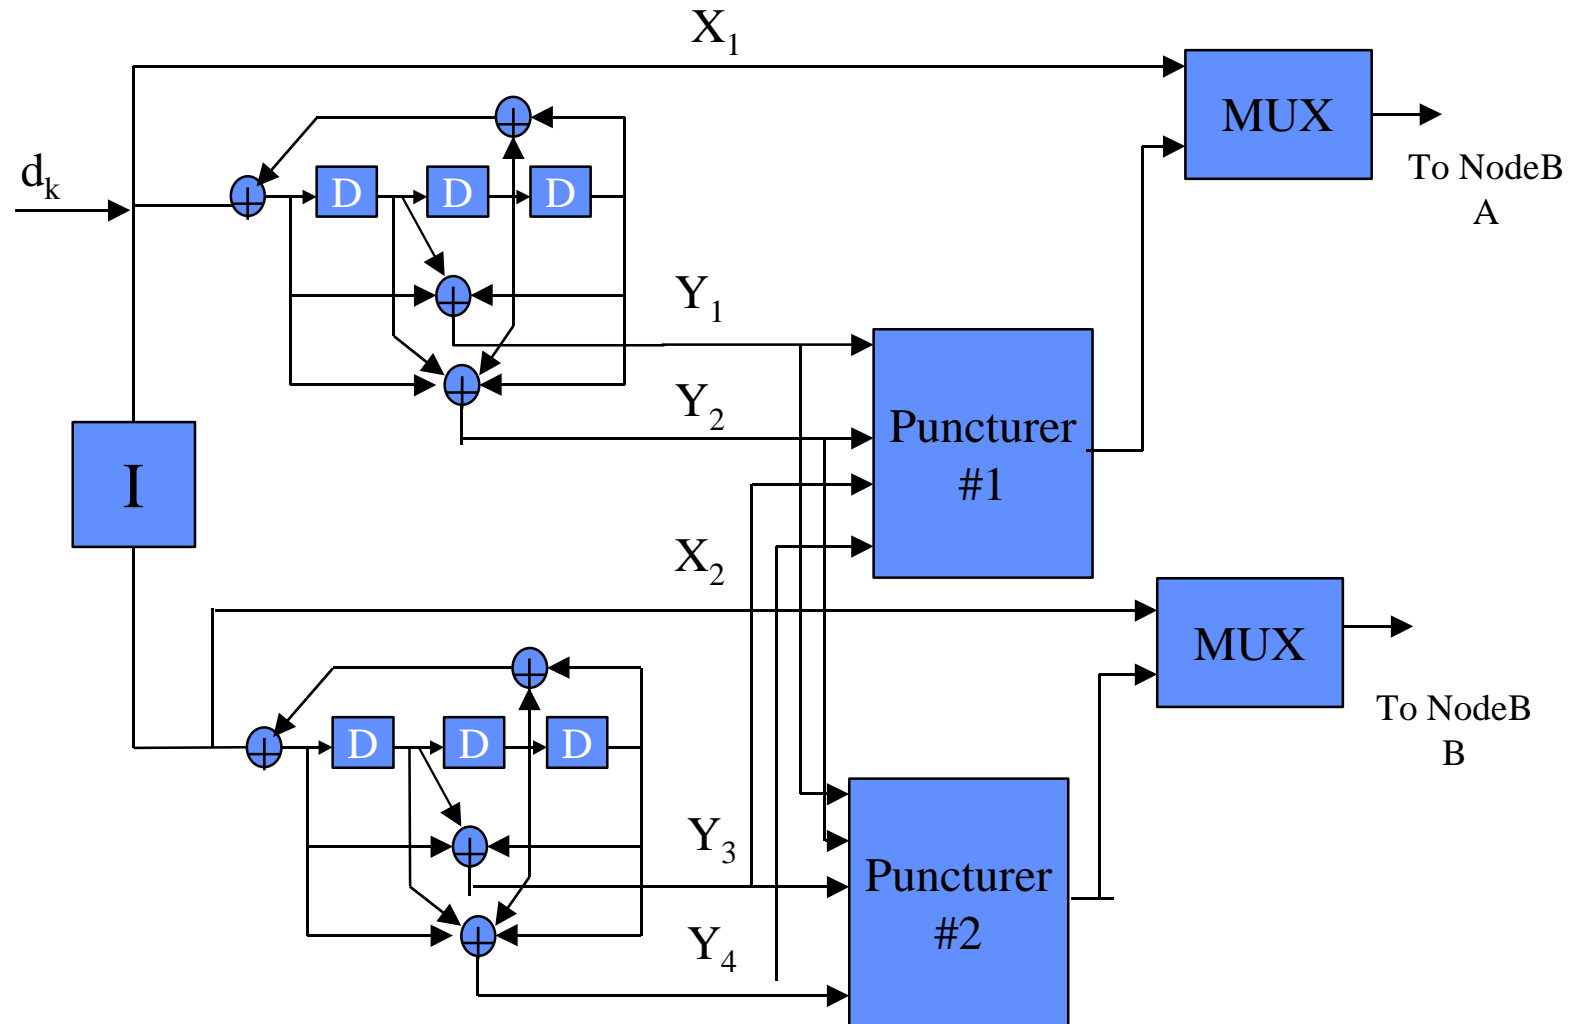 X1
MUX
To NodeB
A
dk
D D D
Y1
Y2
Puncturer
#1
I
X2
MUX
To NodeB
B
D D D
Y3
Puncturer
#2
Y4